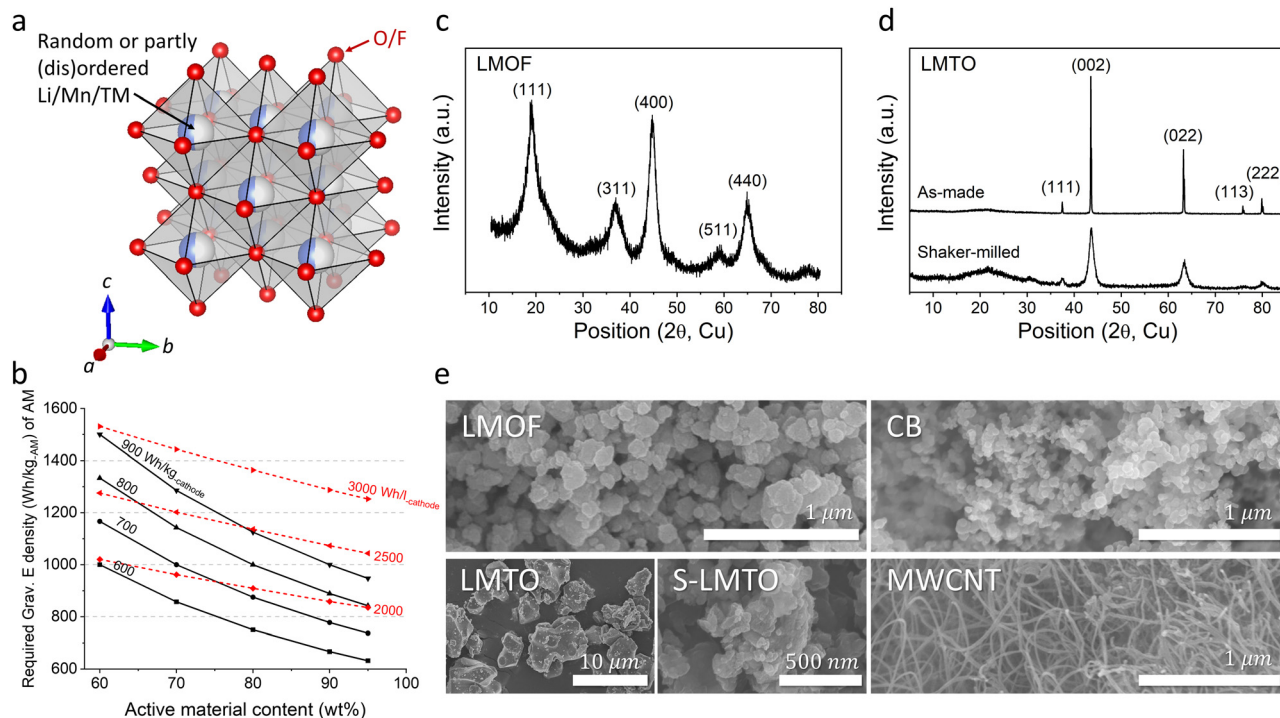 a
Random or partly
(dis)ordered
Li/Mn/TM
O/F
c
b
a
b
Required Grav. E density (Wh/kg-AM) of AM
1600
1400
1200
1000
800
600
900 Wh/kg-cathode
800
700
600
3000 Wh/l-cathode
2500
2000
60
70
80
90
100
Active material content (wt%)
c
LMOF
Intensity (a.u.)
(111)
(311)
(400)
(511)
(440)
10
20
30
40
50
60
70
80
Position (2θ, Cu)
d
LMTO
Intensity (a.u.)
(002)
(022)
(111)
(113)
(222)
As-made
Shaker-milled
10
20
30
40
50
60
70
80
Position (2θ, Cu)
e
LMOF
1 μm
CB
1 μm
LMTO
10 μm
S-LMTO
500 nm
MWCNT
1 μm